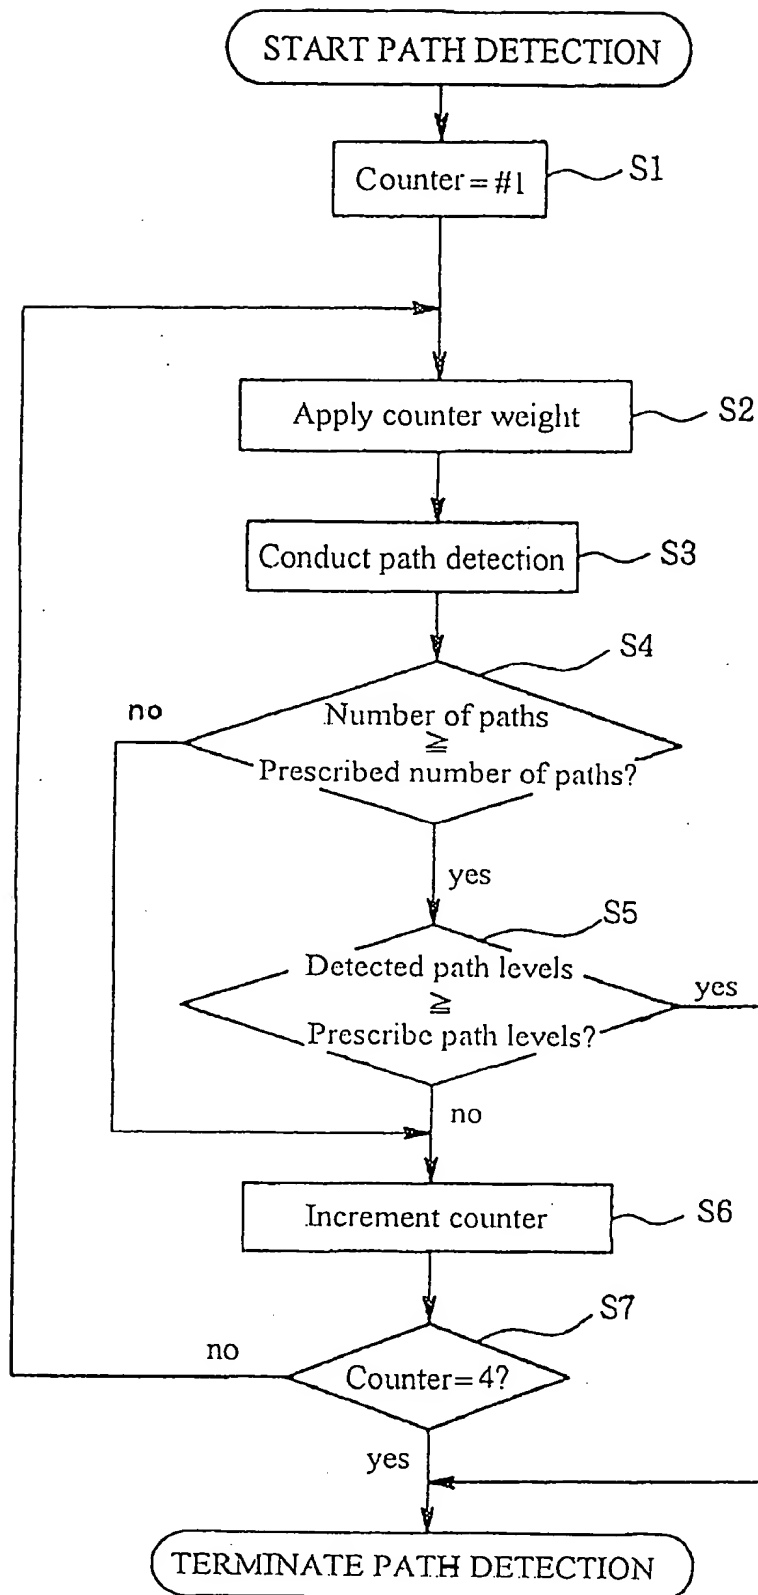 START PATH DETECTION
Counter = #1
S1
Apply counter weight
S2
Conduct path detection
S3
S4
no
Number of paths
≧
Prescribed number of paths?
yes
S5
Detected path levels
≧
Prescribe path levels?
yes
no
Increment counter
S6
S7
no
Counter = 4?
yes
TERMINATE PATH DETECTION